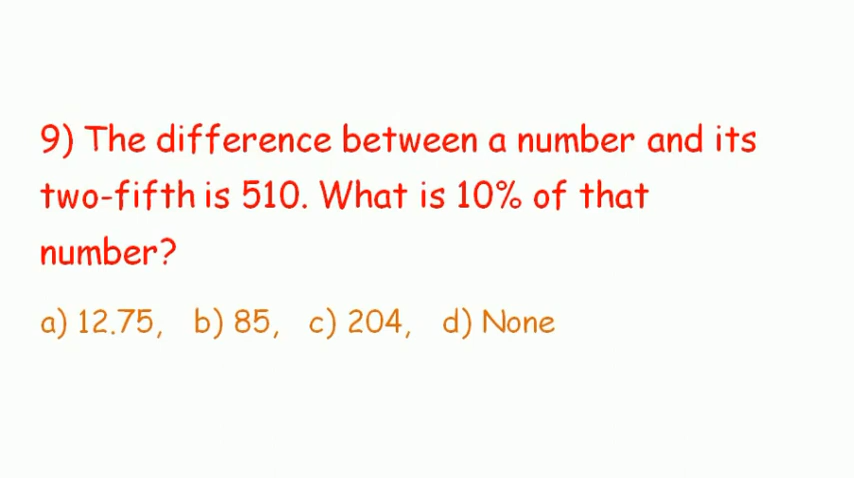 9) The difference between a number and its
two-fifth is 510. What is 10% of that
number?
a) 12.75, b) 85, c) 204, d) None